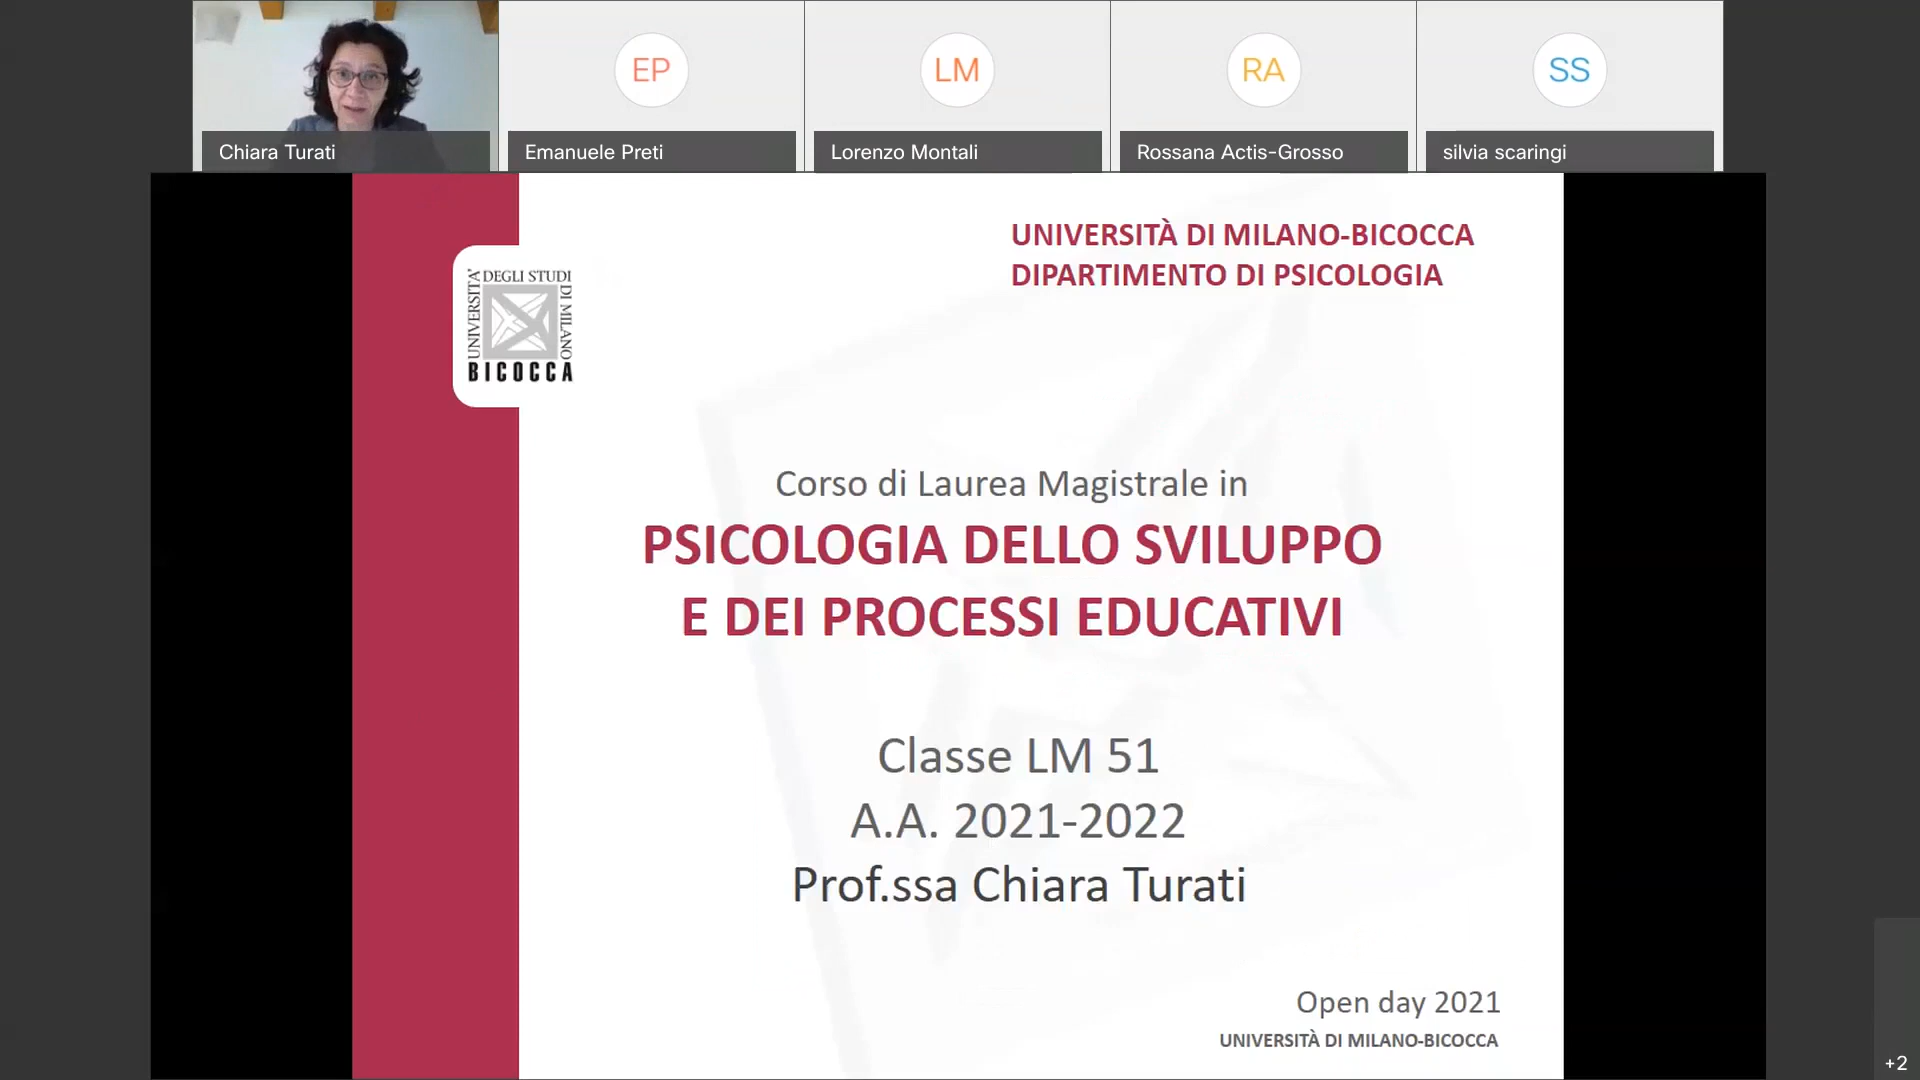 EP
LM
RA
SS
Chiara Turati
Emanuele Preti
Lorenzo Montali
Rossana Actis-Grosso
silvia scaringi
UNIVERSITÀ DI MILANO-BICOCCA
DIPARTIMENTO DI PSICOLOGIA
UNIVERSITA' DEGLI STUDI DI MILANO
BICOCCA
Corso di Laurea Magistrale in
PSICOLOGIA DELLO SVILUPPO
E DEI PROCESSI EDUCATIVI
Classe LM 51
A.A. 2021-2022
Prof.ssa Chiara Turati
Open day 2021
UNIVERSITÀ DI MILANO-BICOCCA
+2